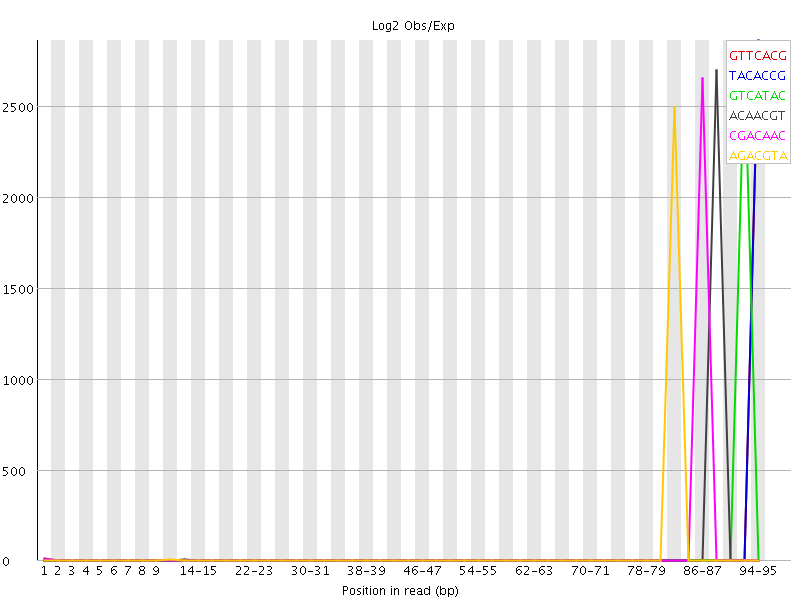 Log2 Obs/Exp
GTTCACG
TACACCG
GTCATAC
ACAACGT
CGACAAC
AGACGTA
2500
2000
1500
1000
500
0
1 2 3 4 5 6 7 8 9 14-15 22-23 30-31 38-39 46-47 54-55 62-63 70-71 78-79 86-87 94-95
Position in read (bp)